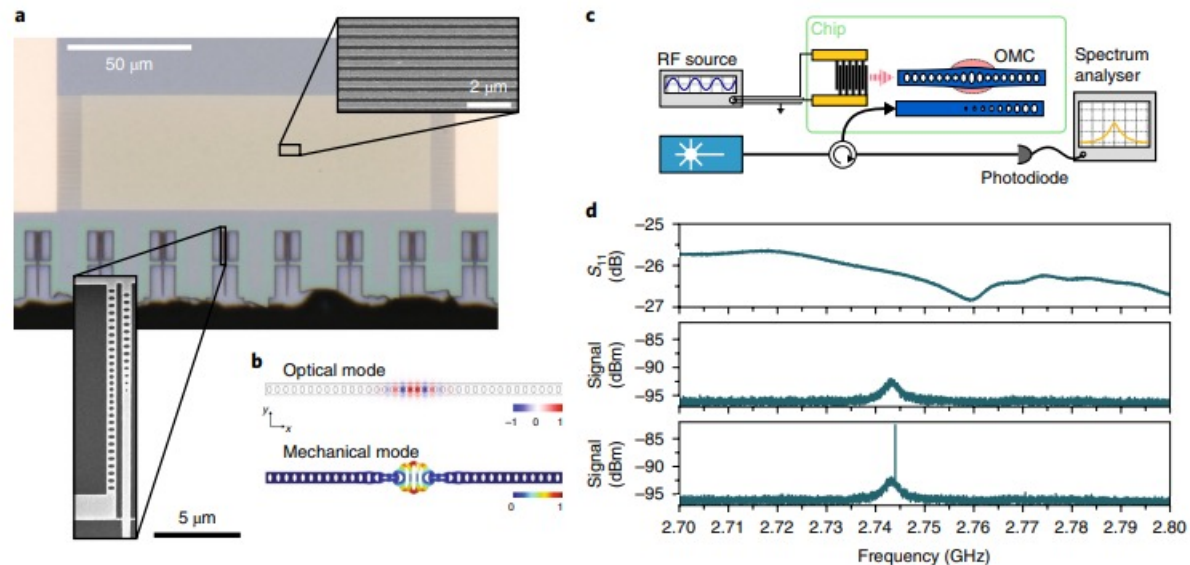 a
50 μm
2 μm
5 μm
b
Optical mode
y
x
−1 0 1
Mechanical mode
0 1
c
Chip
RF source
OMC
Spectrum
analyser
Photodiode
d
−25
−26
−27
S11
(dB)
−85
−90
−95
Signal
(dBm)
−85
−90
−95
Signal
(dBm)
2.70 2.71 2.72 2.73 2.74 2.75 2.76 2.77 2.78 2.79 2.80
Frequency (GHz)